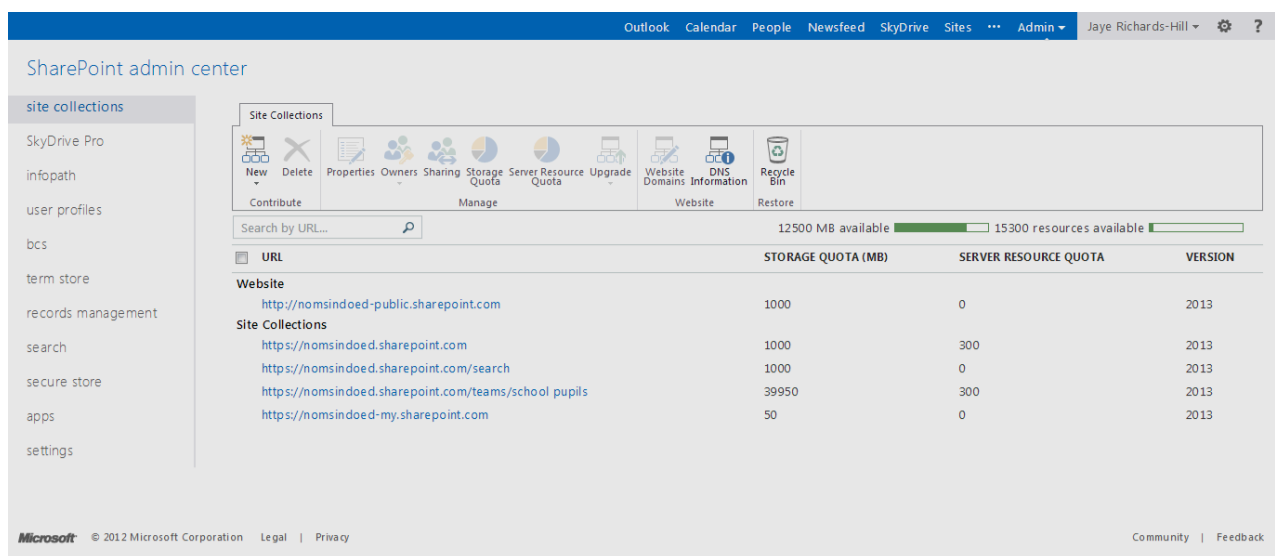 Outlook Calendar People Newsfeed SkyDrive Sites ··· Admin Jaye Richards-Hill ?
SharePoint admin center
site collections
SkyDrive Pro
infopath
user profiles
bcs
term store
records management
search
secure store
apps
settings
Site Collections
New Delete Properties Owners Sharing Storage Quota Server Resource Quota Upgrade Website Domains DNS Information Recycle Bin
Contribute Manage Website Restore
Search by URL... 12500 MB available 15300 resources available
URL STORAGE QUOTA (MB) SERVER RESOURCE QUOTA VERSION
Website
http://nomsindoed-public.sharepoint.com 1000 0 2013
Site Collections
https://nomsindoed.sharepoint.com 1000 300 2013
https://nomsindoed.sharepoint.com/search 1000 0 2013
https://nomsindoed.sharepoint.com/teams/school pupils 39950 300 2013
https://nomsindoed-my.sharepoint.com 50 0 2013
Microsoft © 2012 Microsoft Corporation Legal | Privacy Community | Feedback